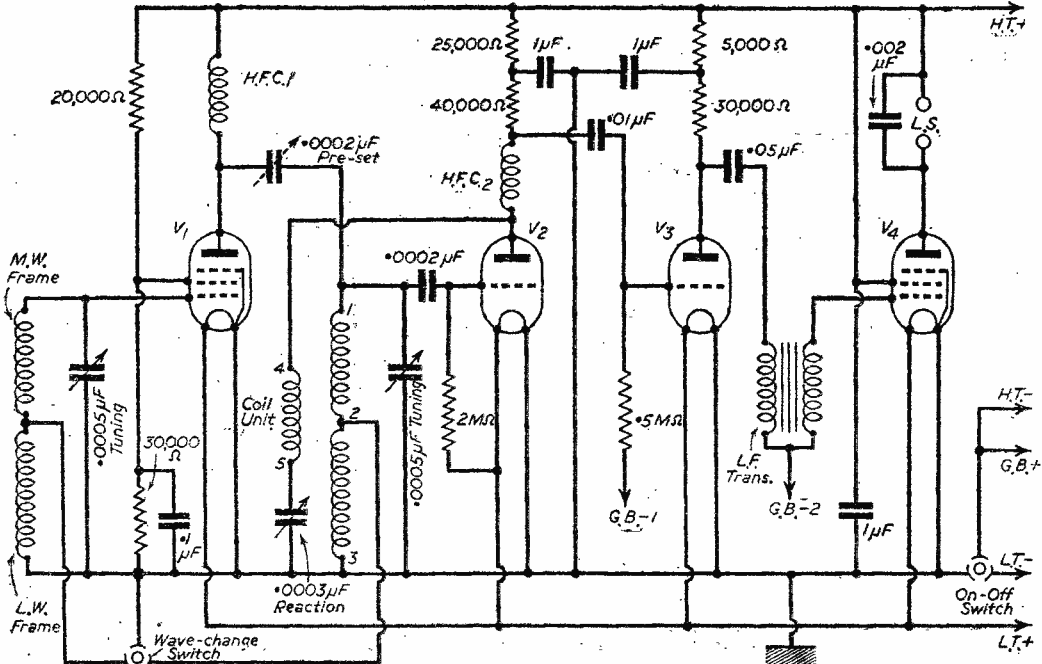 H.T.+
25,000Ω
1µF.
1µF
5,000Ω
.002
µF
20,000Ω
H.F.C.1
40,000Ω
30,000Ω
.01µF
L.S.
.0002µF
Pre-set
.05µF
H.F.C.2
V1
V2
V3
V4
M.W.
Frame
.0002µF
.0005µF
Tuning
30,000
Ω
Coil
Unit
1
4
2
5
3
.0005µF Tuning
2MΩ
.5MΩ
L.F.
Trans.
H.T.-
G.B.+
G.B.-1
G.B.-2
.1
µF
1µF
L.T.-
.0003µF
Reaction
On-Off
Switch
L.W.
Frame
Wave-change
Switch
L.T.+